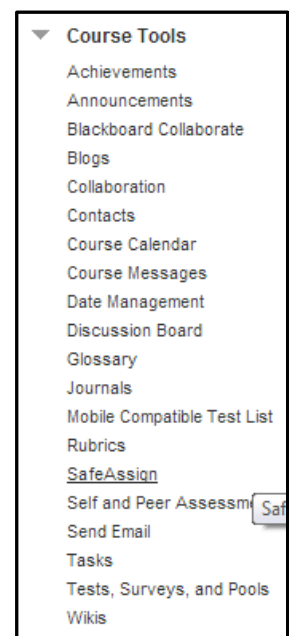 Course Tools
Achievements
Announcements
Blackboard Collaborate
Blogs
Collaboration
Contacts
Course Calendar
Course Messages
Date Management
Discussion Board
Glossary
Journals
Mobile Compatible Test List
Rubrics
SafeAssign
Self and Peer Assessm Saf
Send Email
Tasks
Tests, Surveys, and Pools
Wikis